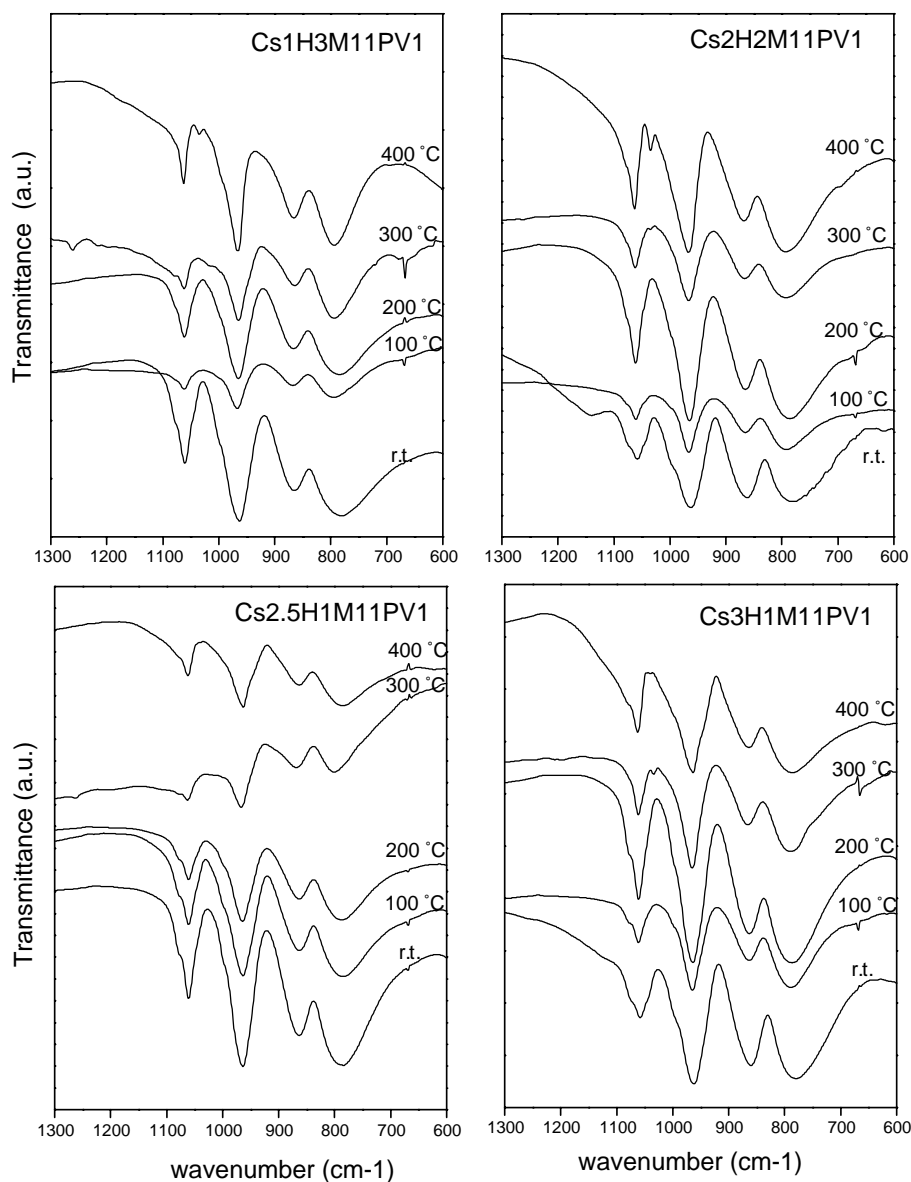 Cs1H3M11PV1
Transmittance (a.u.)
400 ˚C
300 ˚C
200 ˚C
100 ˚C
r.t.
1300 1200 1100 1000 900 800 700 600
Cs2H2M11PV1
400 ˚C
300 ˚C
200 ˚C
100 ˚C
r.t.
1300 1200 1100 1000 900 800 700 600
Cs2.5H1M11PV1
Transmittance (a.u.)
400 ˚C
300 ˚C
200 ˚C
100 ˚C
r.t.
1300 1200 1100 1000 900 800 700 600
wavenumber (cm-1)
Cs3H1M11PV1
400 ˚C
300 ˚C
200 ˚C
100 ˚C
r.t.
1300 1200 1100 1000 900 800 700 600
wavenumber (cm-1)